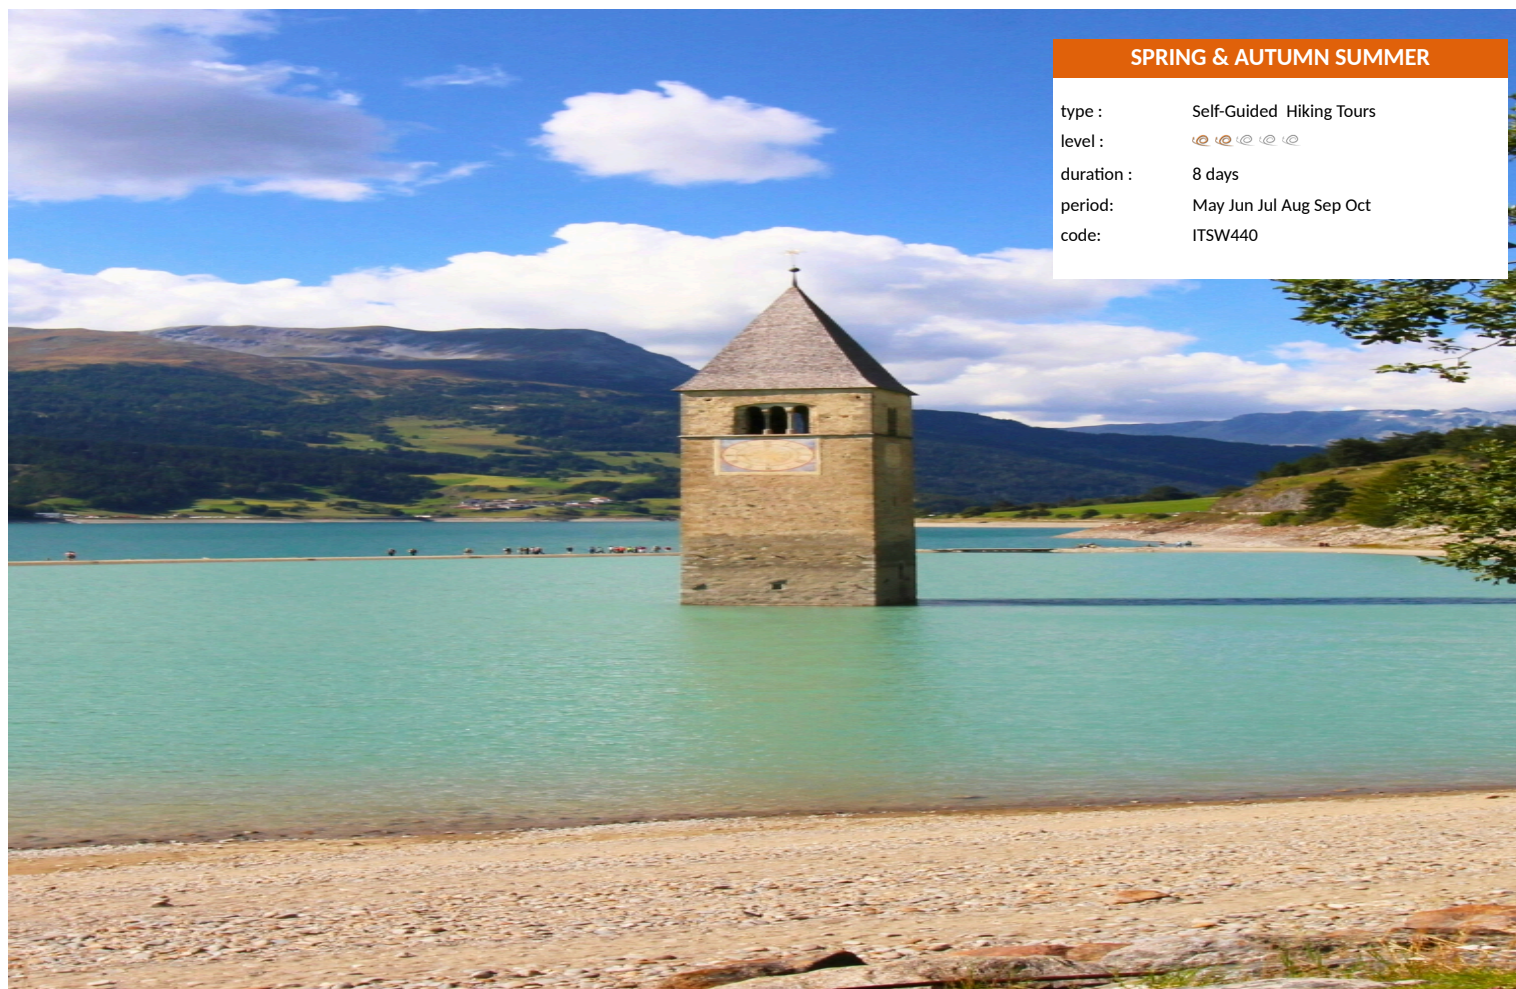 SPRING & AUTUMN SUMMER
type : Self-Guided  Hiking Tours
level :
duration : 8 days
period: May Jun Jul Aug Sep Oct
code: ITSW440